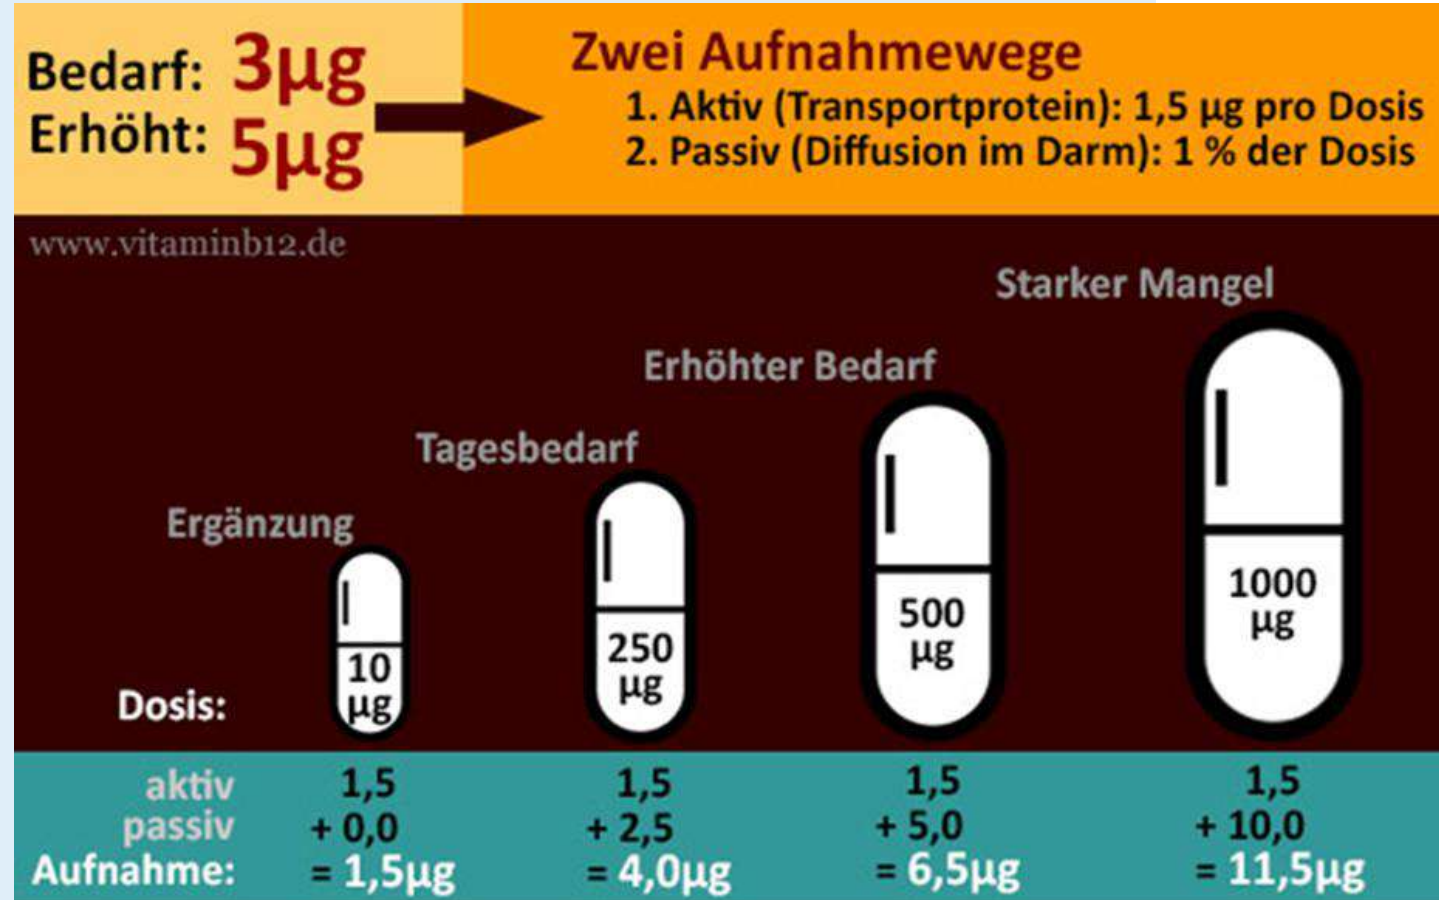 Bedarf: 3µg
Erhöht: 5µg
Zwei Aufnahmewege
1. Aktiv (Transportprotein): 1,5 µg pro Dosis
2. Passiv (Diffusion im Darm): 1 % der Dosis
www.vitaminb12.de
Starker Mangel
Erhöhter Bedarf
Tagesbedarf
Ergänzung
Dosis:
10
µg
250
µg
500
µg
1000
µg
aktiv 1,5 1,5 1,5 1,5
passiv + 0,0 + 2,5 + 5,0 + 10,0
Aufnahme: = 1,5µg = 4,0µg = 6,5µg = 11,5µg